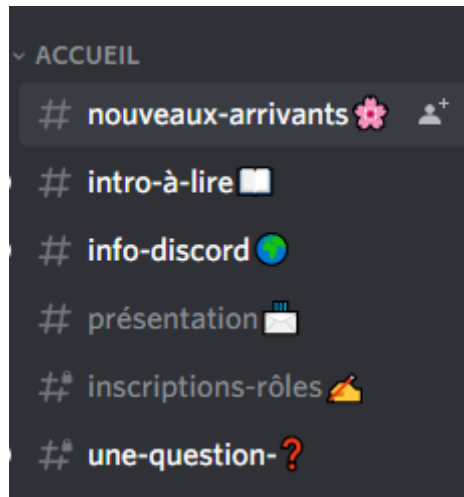 ACCUEIL
nouveaux-arrivants🌸
intro-à-lire📖
info-discord🌍
présentation📨
inscriptions-rôles✍
une-question-❓